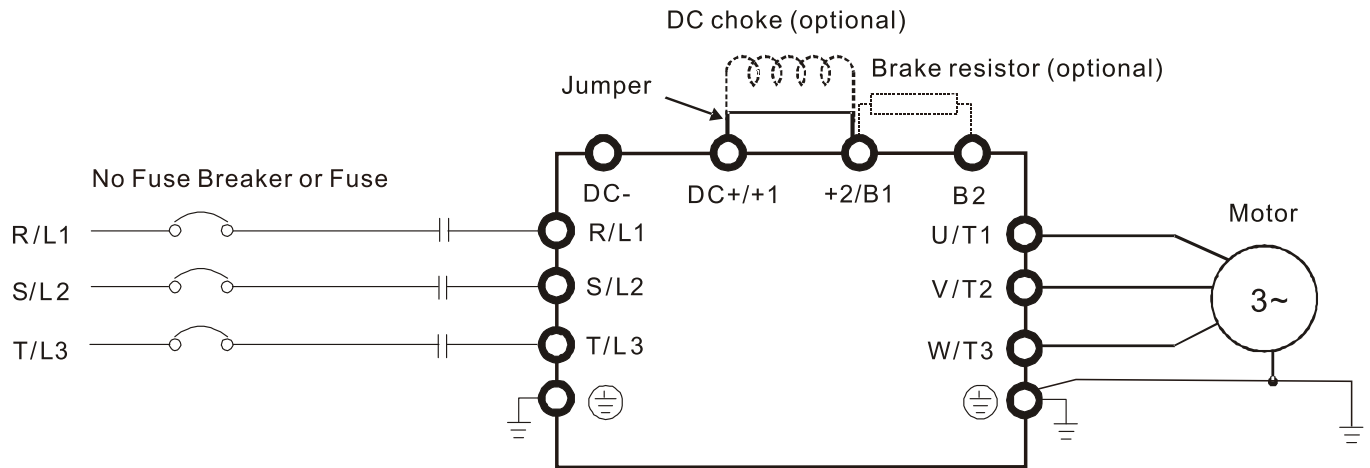 DC choke (optional)
Brake resistor (optional)
Jumper
No Fuse Breaker or Fuse
DC-
DC+/+1
+2/B1
B2
Motor
R/L1
R/L1
U/T1
S/L2
S/L2
V/T2
3~
T/L3
T/L3
W/T3